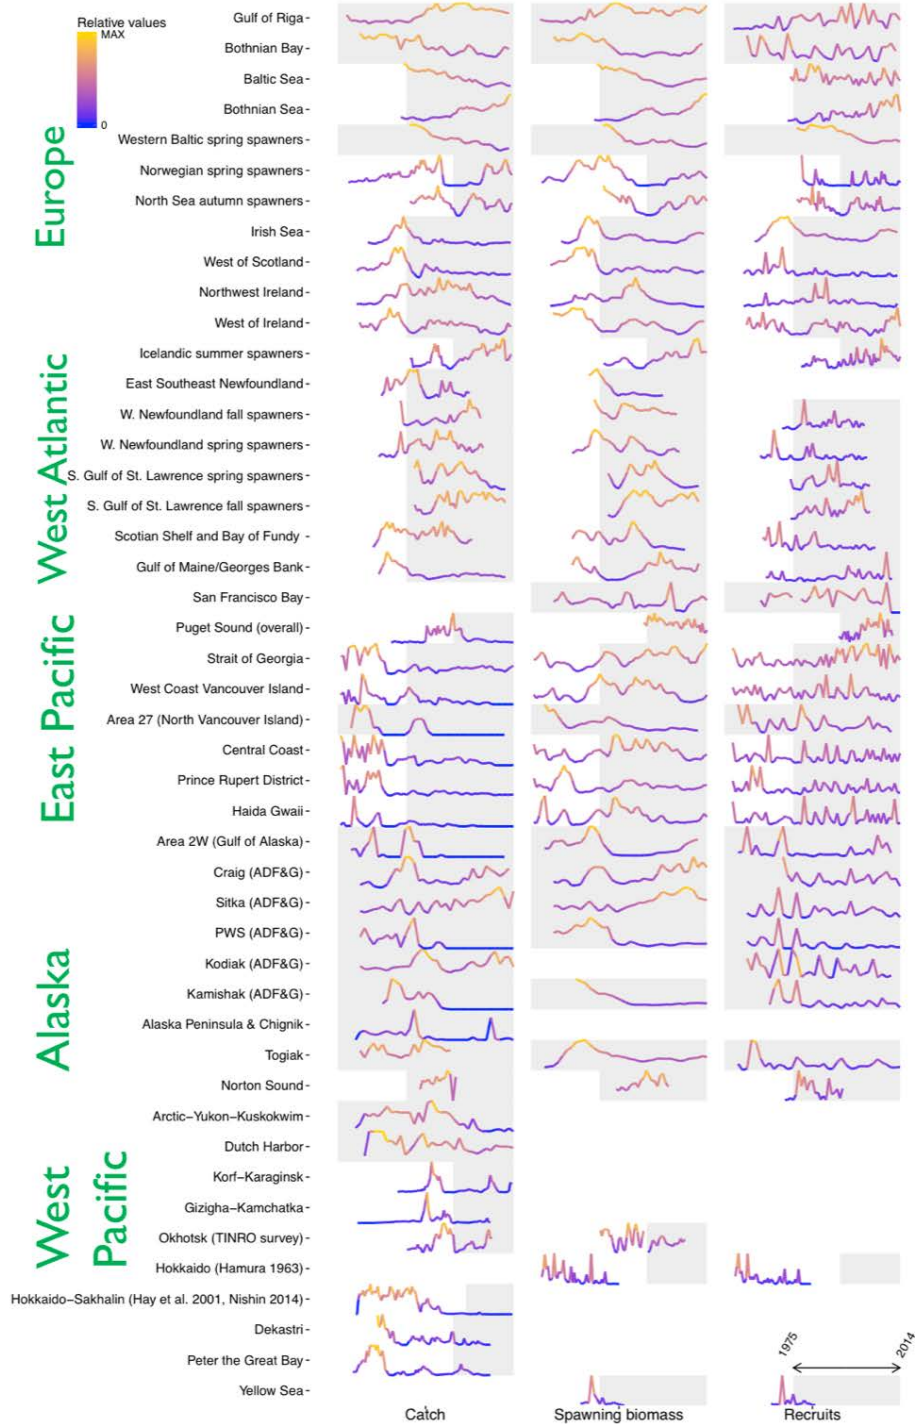 Relative values
MAX
0
Europe
Gulf of Riga
Bothnian Bay
Baltic Sea
Bothnian Sea
Western Baltic spring spawners
Norwegian spring spawners
North Sea autumn spawners
Irish Sea
West of Scotland
Northwest Ireland
West of Ireland
Icelandic summer spawners
West Atlantic
East Southeast Newfoundland
W. Newfoundland fall spawners
W. Newfoundland spring spawners
S. Gulf of St. Lawrence spring spawners
S. Gulf of St. Lawrence fall spawners
Scotian Shelf and Bay of Fundy
Gulf of Maine/Georges Bank
East Pacific
San Francisco Bay
Puget Sound (overall)
Strait of Georgia
West Coast Vancouver Island
Area 27 (North Vancouver Island)
Central Coast
Prince Rupert District
Haida Gwaii
Area 2W (Gulf of Alaska)
Alaska
Craig (ADF&G)
Sitka (ADF&G)
PWS (ADF&G)
Kodiak (ADF&G)
Kamishak (ADF&G)
Alaska Peninsula & Chignik
Togiak
Norton Sound
Arctic−Yukon−Kuskokwim
Dutch Harbor
West
Pacific
Korf−Karaginsk
Gizigha−Kamchatka
Okhotsk (TINRO survey)
Hokkaido (Hamura 1963)
Hokkaido−Sakhalin (Hay et al. 2001, Nishin 2014)
Dekastri
Peter the Great Bay
Yellow Sea
1975
2014
Catch
Spawning biomass
Recruits